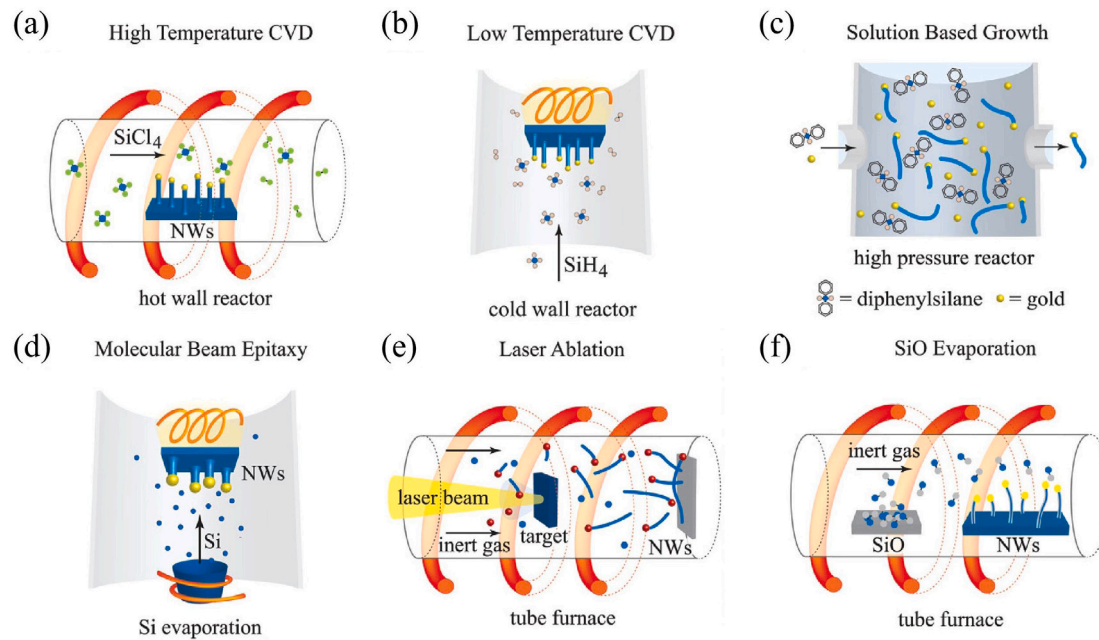 (a)
High Temperature CVD
SiCl4
NWs
hot wall reactor
(b)
Low Temperature CVD
SiH4
cold wall reactor
(c)
Solution Based Growth
high pressure reactor
= diphenylsilane
= gold
(d)
Molecular Beam Epitaxy
NWs
Si
Si evaporation
(e)
Laser Ablation
laser beam
inert gas
target
NWs
tube furnace
(f)
SiO Evaporation
inert gas
SiO
NWs
tube furnace